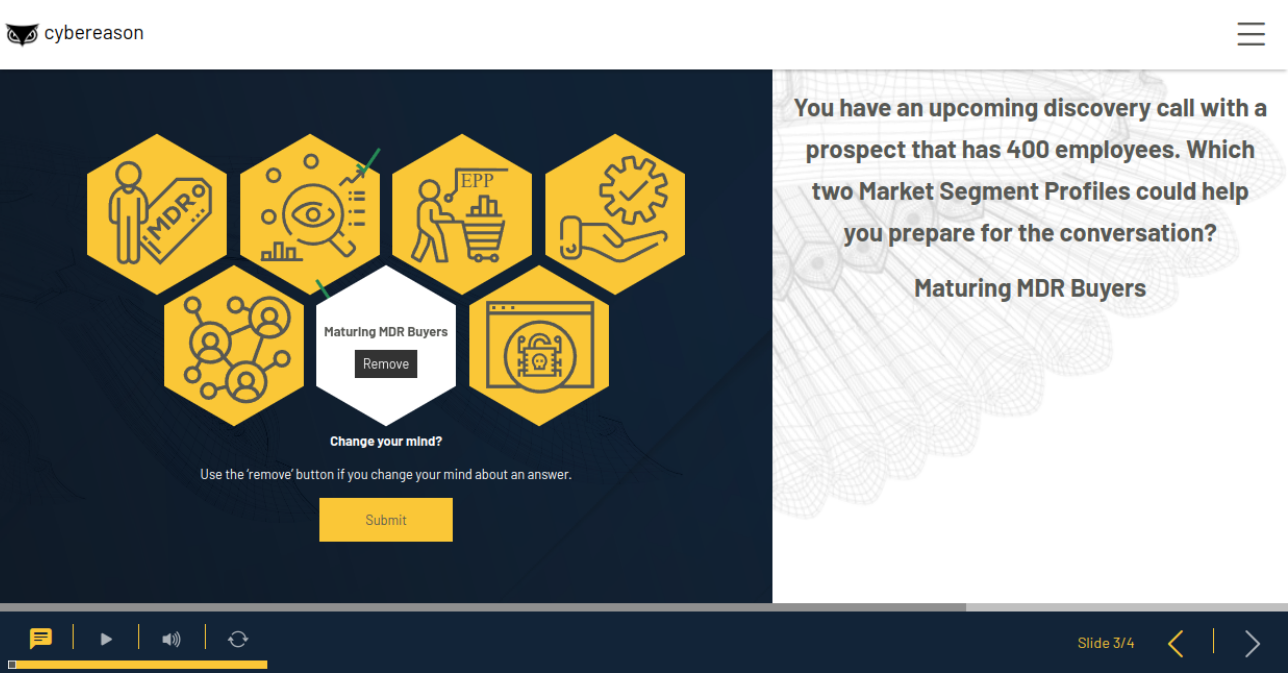 cybereason
You have an upcoming discovery call with a
prospect that has 400 employees. Which
two Market Segment Profiles could help
you prepare for the conversation?
Maturing MDR Buyers
MDR
EPP
Maturing MDR Buyers
Remove
Change your mind?
Use the 'remove' button if you change your mind about an answer.
Submit
Slide 3/4